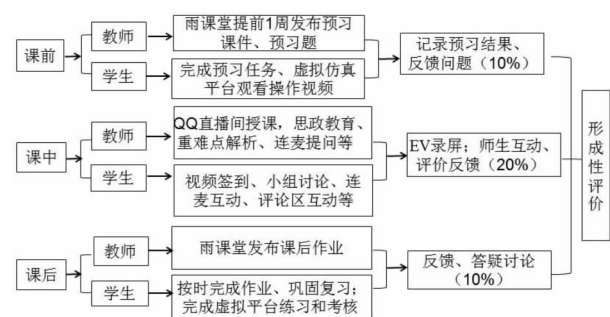 课前
教师
雨课堂提前1周发布预习
课件、预习题
学生
完成预习任务、虚拟仿真
平台观看操作视频
记录预习结果、
反馈问题（10%）
课中
教师
QQ直播间授课，思政教育、
重难点解析、连麦提问等
学生
视频签到、小组讨论、连
麦互动、评论区互动等
EV录屏；师生互动、
评价反馈（20%）
课后
教师
雨课堂发布课后作业
学生
按时完成作业、巩固复习；
完成虚拟平台练习和考核
反馈、答疑讨论
（10%）
形
成
性
评
价